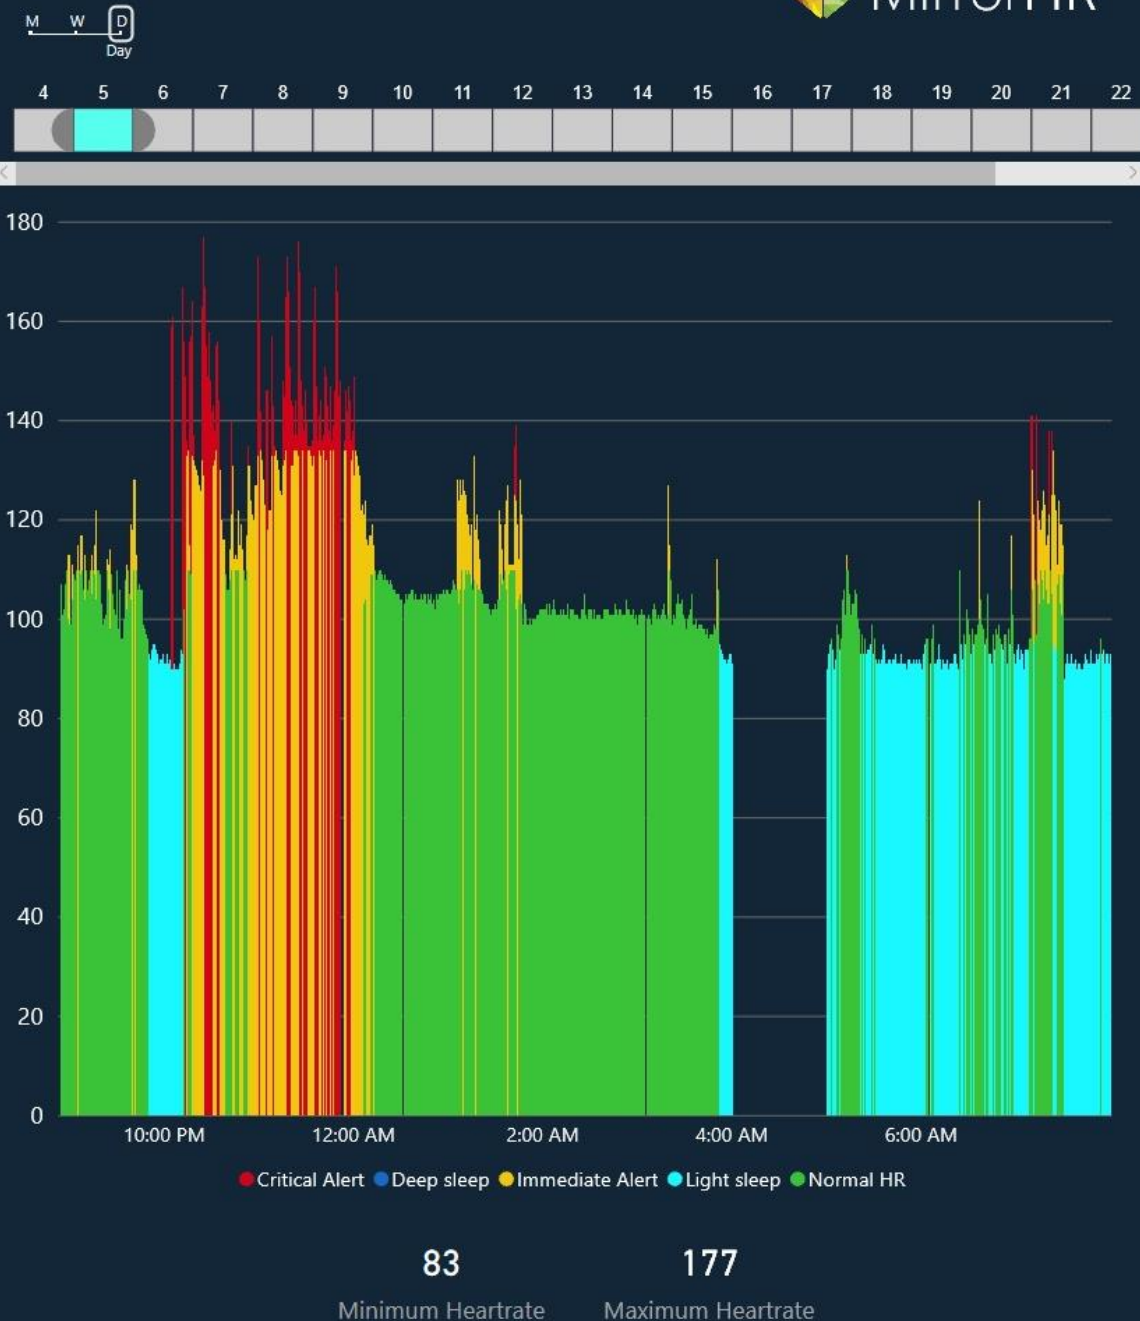 MirrorHR
M W D
Day
4 5 6 7 8 9 10 11 12 13 14 15 16 17 18 19 20 21 22
180
160
140
120
100
80
60
40
20
0
10:00 PM 12:00 AM 2:00 AM 4:00 AM 6:00 AM
Critical Alert Deep sleep Immediate Alert Light sleep Normal HR
83 177
Minimum Heartrate Maximum Heartrate